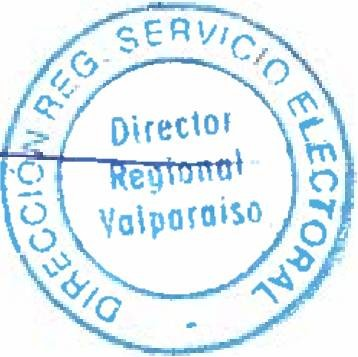 DIRECCIÓN REG. SERVICIO ELECTORAL
Director
Regional
Valparaiso